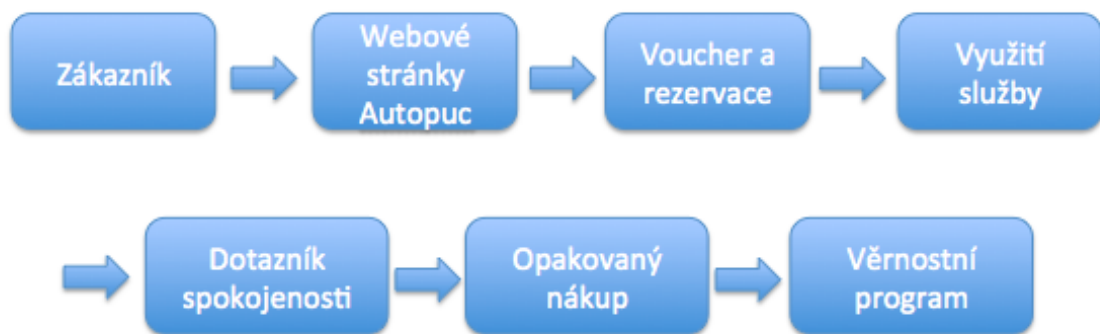 Zákazník
Webové
stránky
Autopuc
Voucher a
rezervace
Využití
služby
Dotazník
spokojenosti
Opakovaný
nákup
Věrnostní
program